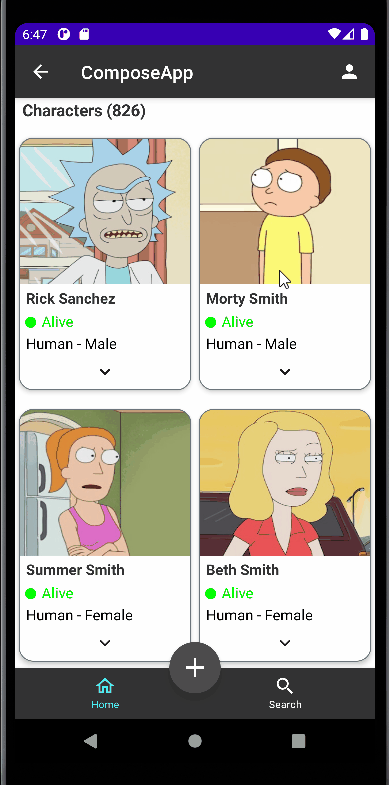 6:47
ComposeApp
Characters (826)
Rick Sanchez
Alive
Human - Male
Morty Smith
Alive
Human - Male
Summer Smith
Alive
Human - Female
Beth Smith
Alive
Human - Female
Home
Search